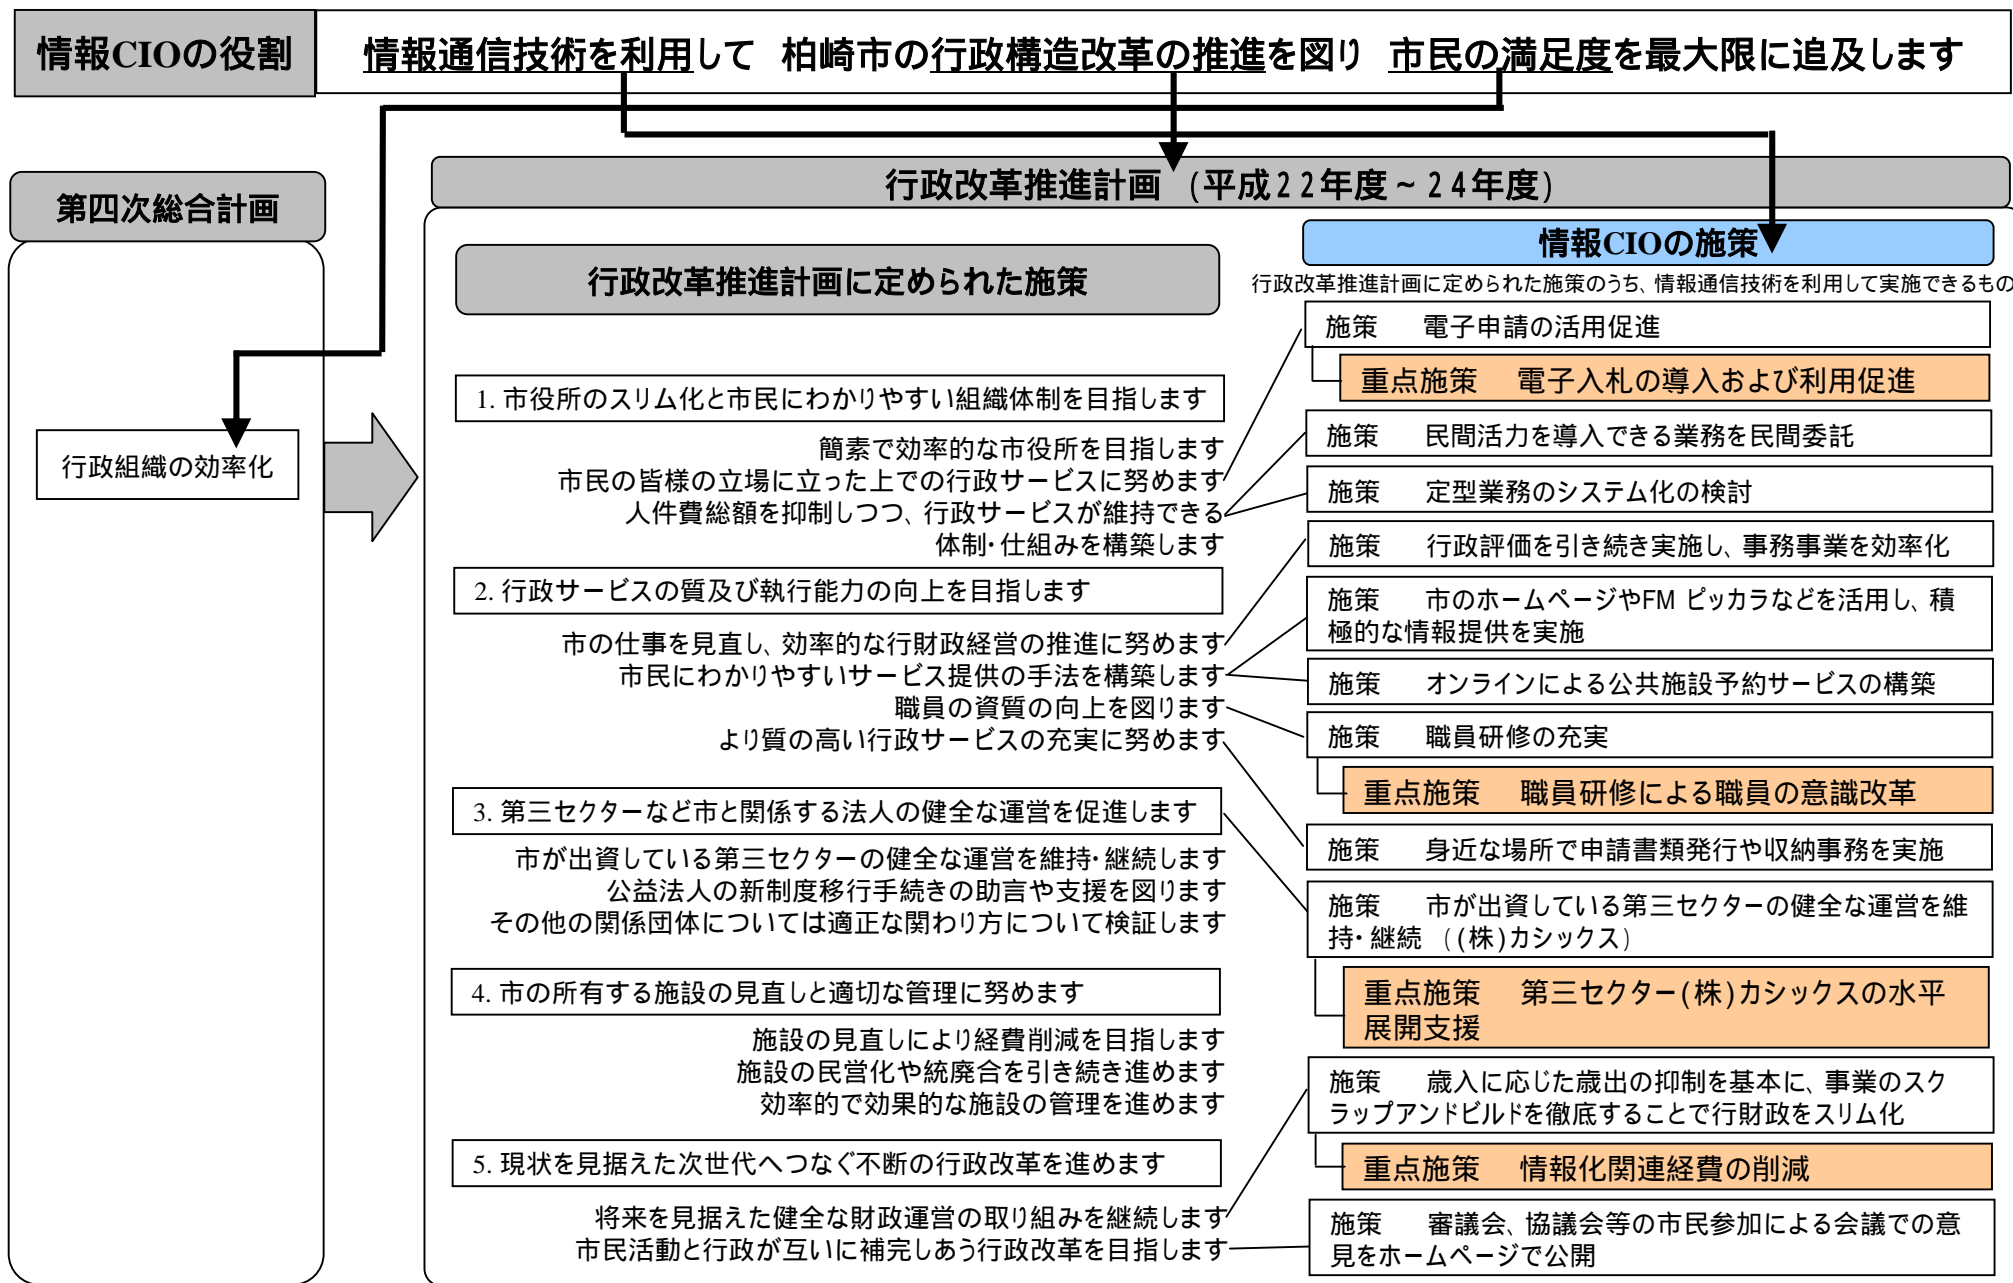 情報CIOの役割
情報通信技術を利用して 柏崎市の行政構造改革の推進を図り 市民の満足度を最大限に追及します
第四次総合計画
行政組織の効率化
行政改革推進計画 (平成22年度~24年度)
行政改革推進計画に定められた施策
1. 市役所のスリム化と市民にわかりやすい組織体制を目指します
簡素で効率的な市役所を目指します
市民の皆様の立場に立った上での行政サービスに努めます
人件費総額を抑制しつつ、行政サービスが維持できる
体制・仕組みを構築します
2. 行政サービスの質及び執行能力の向上を目指します
市の仕事を見直し、効率的な行財政経営の推進に努めます
市民にわかりやすいサービス提供の手法を構築します
職員の資質の向上を図ります
より質の高い行政サービスの充実に努めます
3. 第三セクターなど市と関係する法人の健全な運営を促進します
市が出資している第三セクターの健全な運営を維持・継続します
公益法人の新制度移行手続きの助言や支援を図ります
その他の関係団体については適正な関わり方について検証します
4. 市の所有する施設の見直しと適切な管理に努めます
施設の見直しにより経費削減を目指します
施設の民営化や統廃合を引き続き進めます
効率的で効果的な施設の管理を進めます
5. 現状を見据えた次世代へつなぐ不断の行政改革を進めます
将来を見据えた健全な財政運営の取り組みを継続します
市民活動と行政が互いに補完しあう行政改革を目指します
情報CIOの施策
行政改革推進計画に定められた施策のうち、情報通信技術を利用して実施できるもの
施策 電子申請の活用促進
重点施策 電子入札の導入および利用促進
施策 民間活力を導入できる業務を民間委託
施策 定型業務のシステム化の検討
施策 行政評価を引き続き実施し、事務事業を効率化
施策 市のホームページやFM ピッカラなどを活用し、積
極的な情報提供を実施
施策 オンラインによる公共施設予約サービスの構築
施策 職員研修の充実
重点施策 職員研修による職員の意識改革
施策 身近な場所で申請書類発行や収納事務を実施
施策 市が出資している第三セクターの健全な運営を維
持・継続 ((株)カシックス)
重点施策 第三セクター(株)カシックスの水平
展開支援
施策 歳入に応じた歳出の抑制を基本に、事業のスク
ラップアンドビルドを徹底することで行財政をスリム化
重点施策 情報化関連経費の削減
施策 審議会、協議会等の市民参加による会議での意
見をホームページで公開